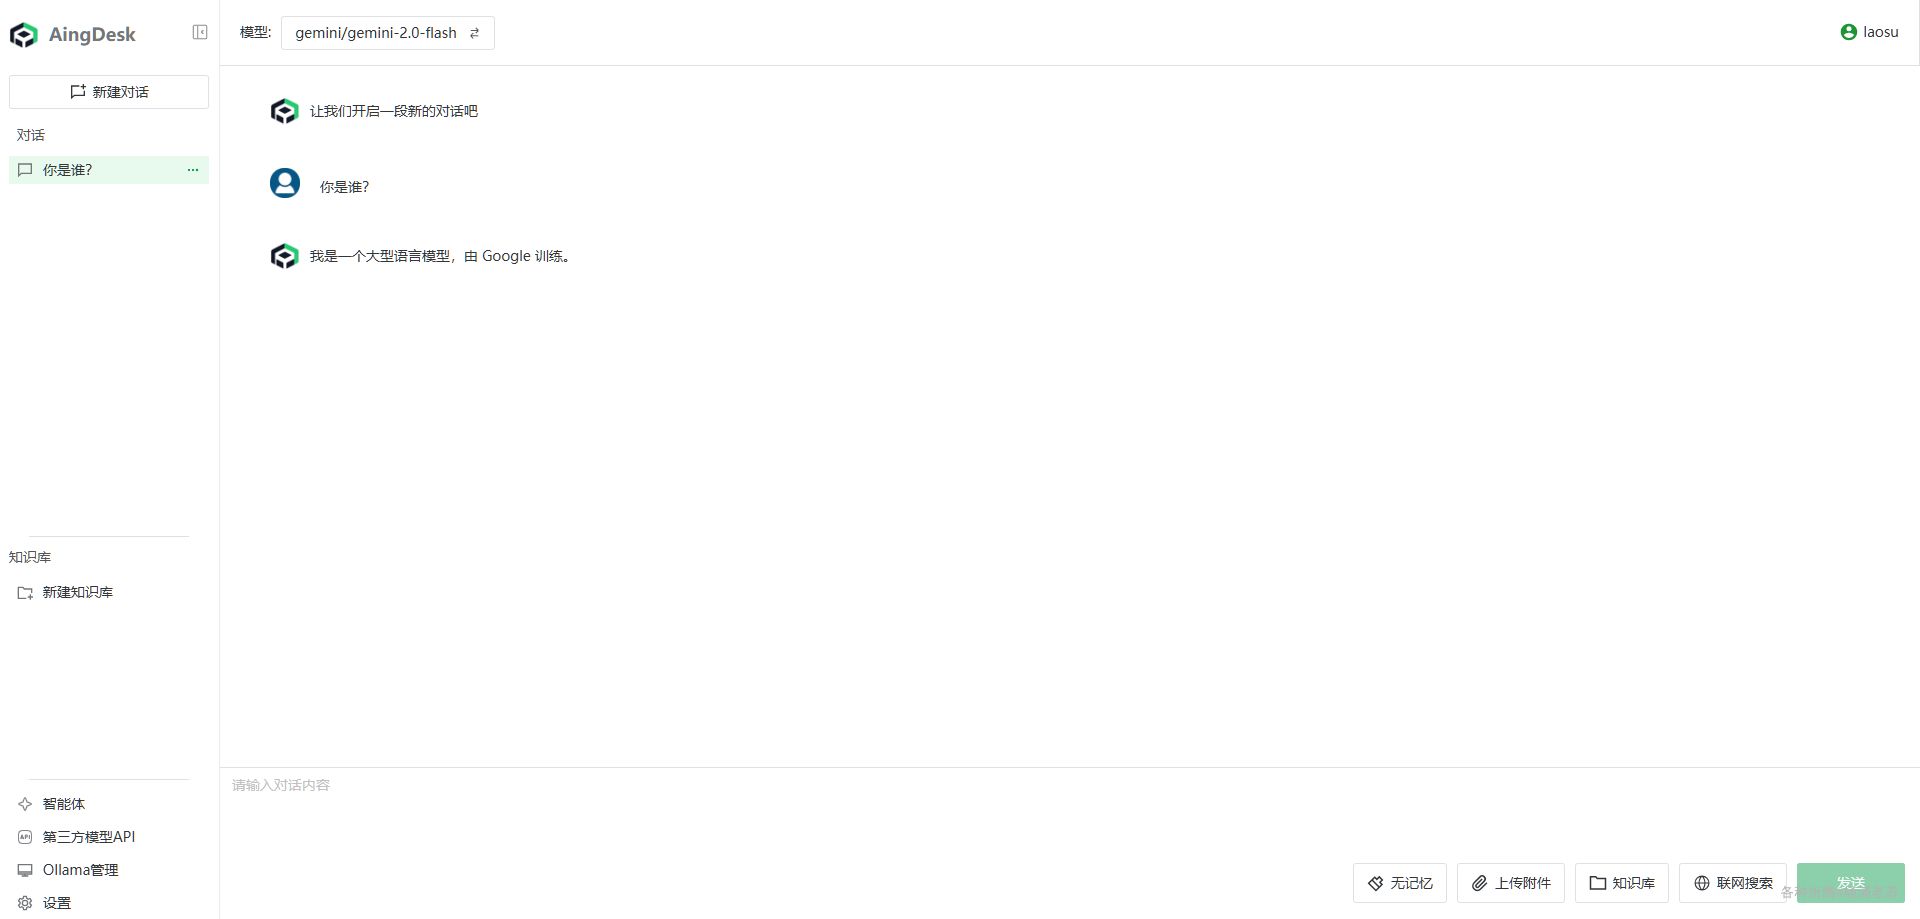 AingDesk
新建对话
对话
你是谁？
知识库
新建知识库
智能体
API
第三方模型API
Ollama管理
设置
模型:
gemini/gemini-2.0-flash
laosu
让我们开启一段新的对话吧
你是谁？
我是一个大型语言模型，由 Google 训练。
请输入对话内容
无记忆
上传附件
知识库
联网搜索
发送